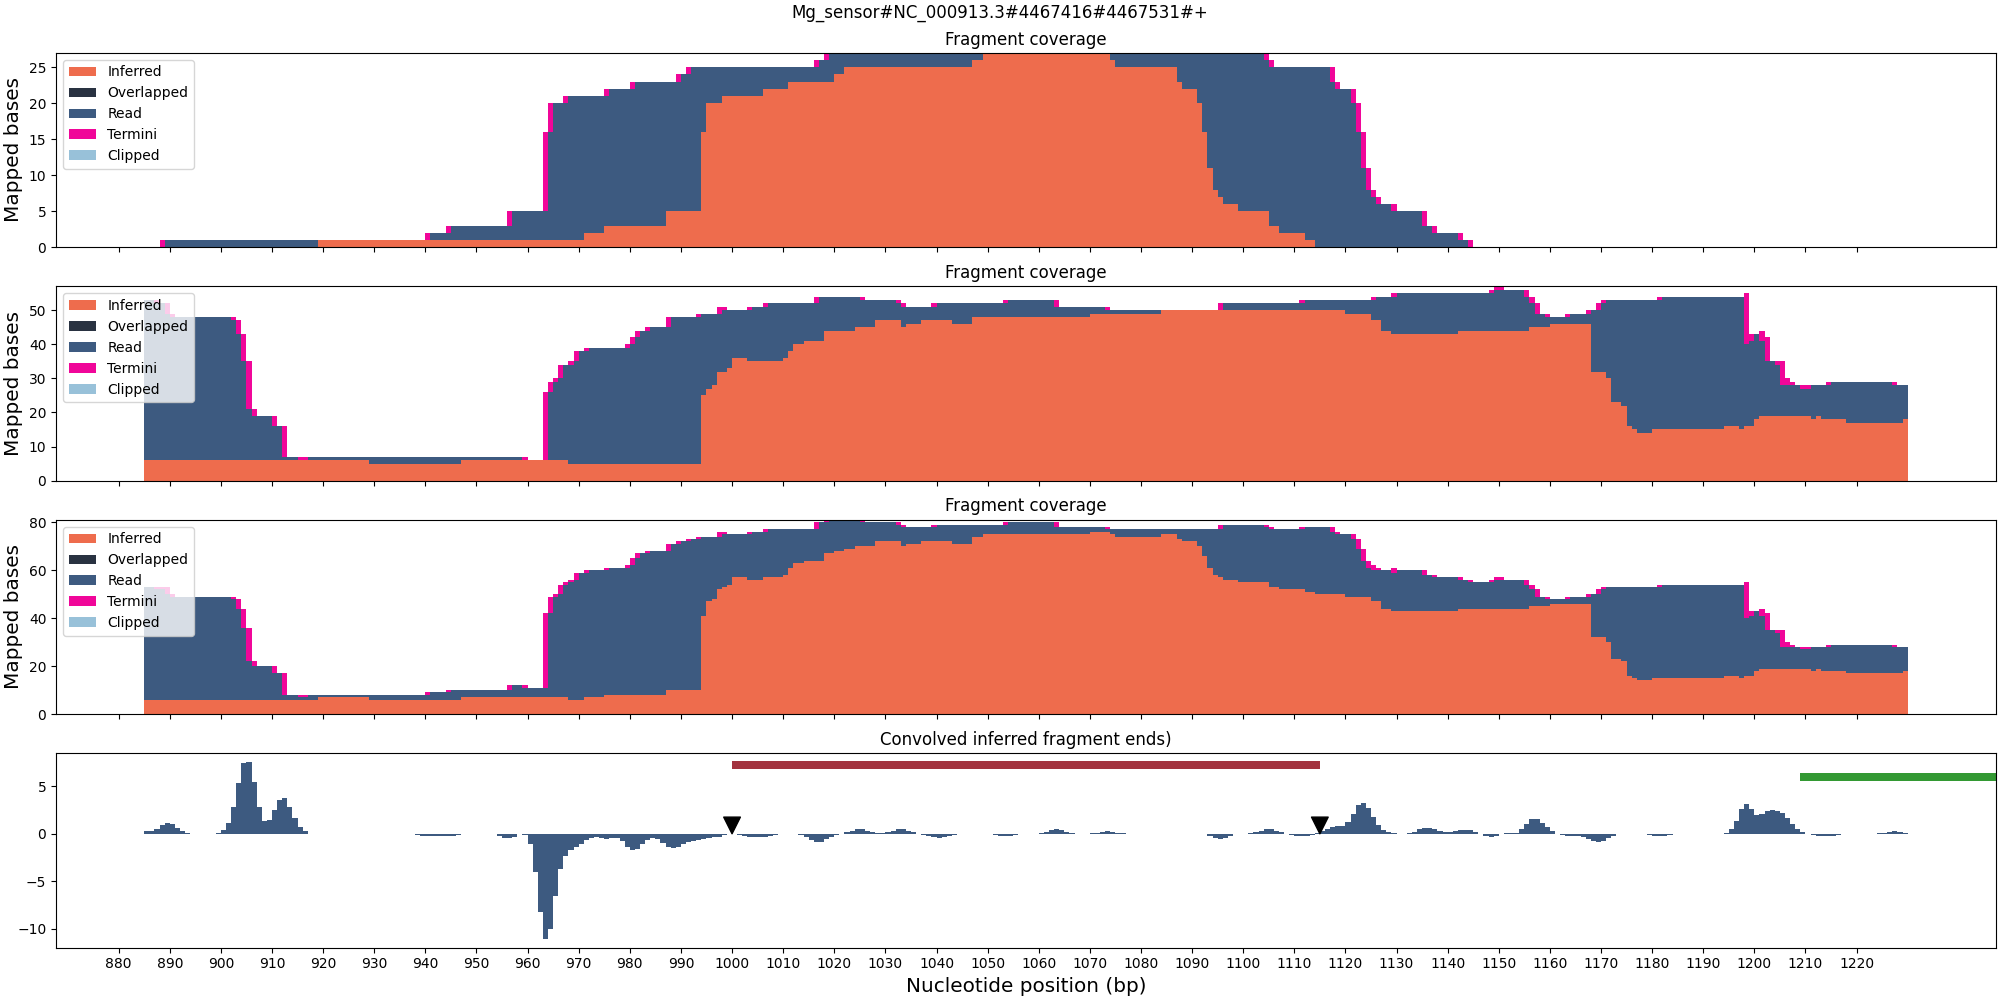 Mg_sensor#NC_000913.3#4467416#4467531#+
Fragment coverage
Mapped bases
25
20
15
10
5
0
Inferred
Overlapped
Read
Termini
Clipped
Fragment coverage
Mapped bases
50
40
30
20
10
0
Inferred
Overlapped
Read
Termini
Clipped
Fragment coverage
Mapped bases
80
60
40
20
0
Inferred
Overlapped
Read
Termini
Clipped
Convolved inferred fragment ends)
5
0
−5
−10
880 890 900 910 920 930 940 950 960 970 980 990 1000 1010 1020 1030 1040 1050 1060 1070 1080 1090 1100 1110 1120 1130 1140 1150 1160 1170 1180 1190 1200 1210 1220
Nucleotide position (bp)